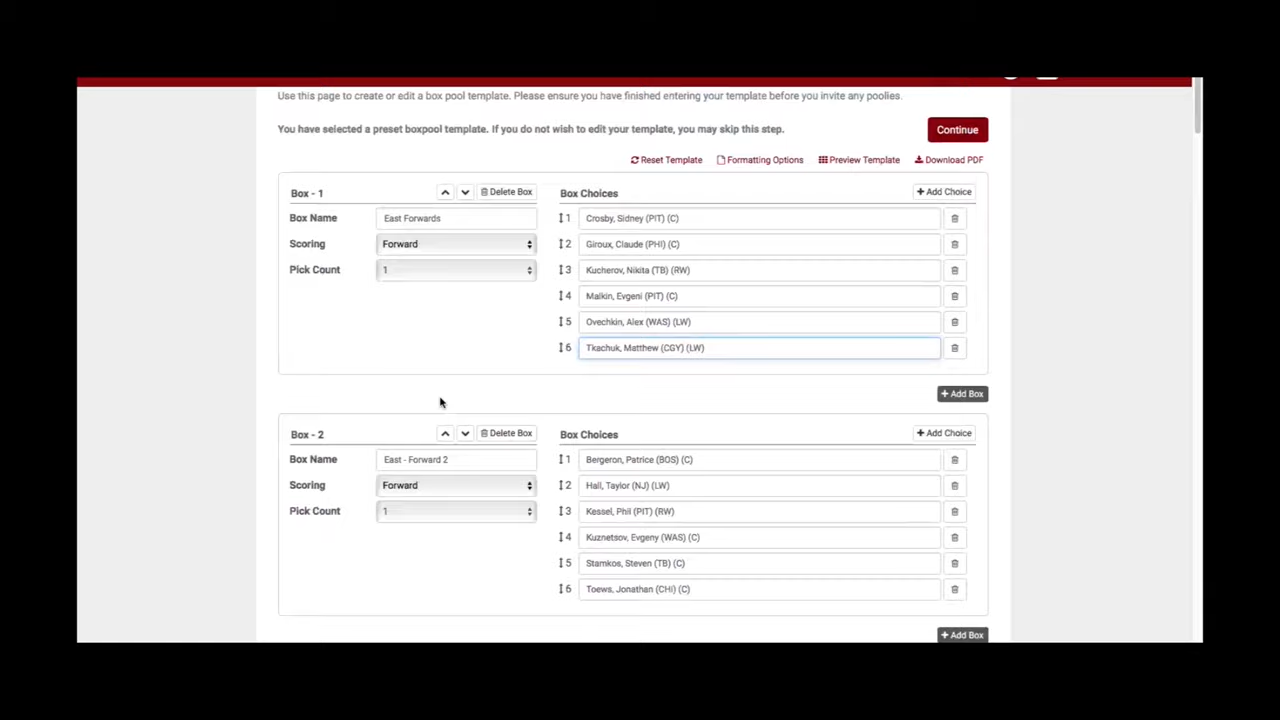 Use this page to create or edit a box pool template. Please ensure you have finished entering your template before you invite any poolies.
You have selected a preset boxpool template. If you do not wish to edit your template, you may skip this step.
Continue
Reset Template
Formatting Options
Preview Template
Download PDF
Box - 1
Delete Box
Box Choices
+ Add Choice
Box Name
East Forwards
1
Crosby, Sidney (PIT) (C)
Scoring
Forward
2
Giroux, Claude (PHI) (C)
Pick Count
1
3
Kucherov, Nikita (TB) (RW)
4
Malkin, Evgeni (PIT) (C)
5
Ovechkin, Alex (WAS) (LW)
6
Tkachuk, Matthew (CGY) (LW)
+ Add Box
Box - 2
Delete Box
Box Choices
+ Add Choice
Box Name
East - Forward 2
1
Bergeron, Patrice (BOS) (C)
Scoring
Forward
2
Hall, Taylor (NJ) (LW)
Pick Count
1
3
Kessel, Phil (PIT) (RW)
4
Kuznetsov, Evgeny (WAS) (C)
5
Stamkos, Steven (TB) (C)
6
Toews, Jonathan (CHI) (C)
+ Add Box